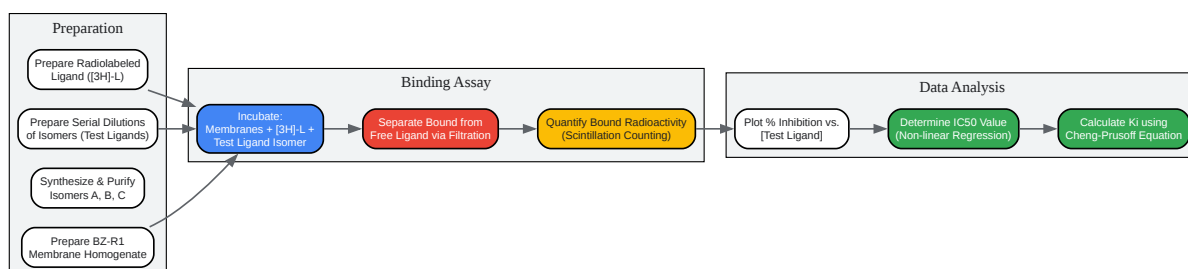 Preparation
Prepare Radiolabeled
Ligand ([3H]-L)
Prepare Serial Dilutions
of Isomers (Test Ligands)
Synthesize & Purify
Isomers A, B, C
Prepare BZ-R1
Membrane Homogenate
Binding Assay
Incubate:
Membranes + [3H]-L +
Test Ligand Isomer
Separate Bound from
Free Ligand via Filtration
Quantify Bound Radioactivity
(Scintillation Counting)
Data Analysis
Plot % Inhibition vs.
[Test Ligand]
Determine IC50 Value
(Non-linear Regression)
Calculate Ki using
Cheng-Prusoff Equation